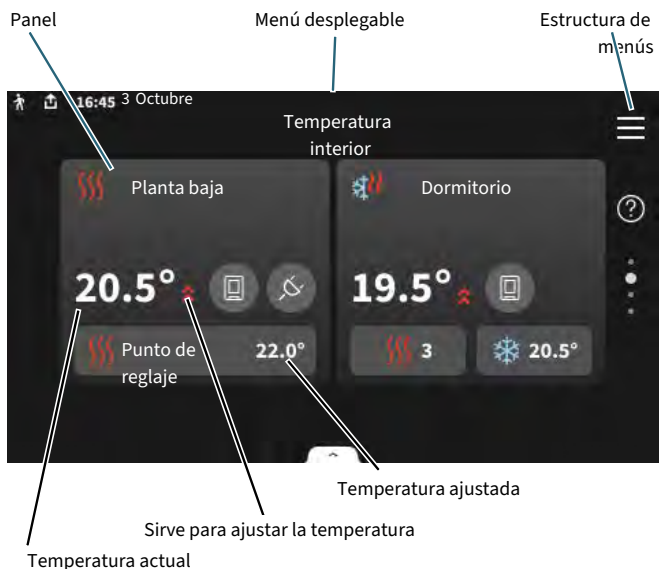 Panel
Menú desplegable
Estructura de
menús
16:45 3 Octubre
Temperatura
interior
Planta baja
Dormitorio
?
20.5°
19.5°
Punto de
reglaje
22.0°
3
20.5°
Temperatura ajustada
Sirve para ajustar la temperatura
Temperatura actual